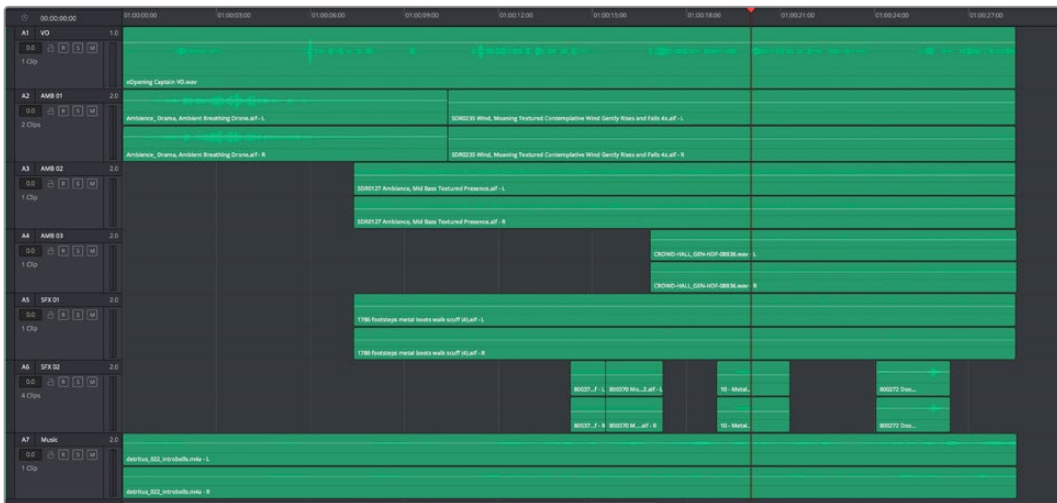 00:00:00:00 01:00:00:00 01:00:03:00 01:00:06:00 01:00:09:00 01:00:12:00 01:00:15:00 01:00:18:00 01:00:21:00 01:00:24:00 01:00:27:00
A1 VO 1.0
0.0 R S M
1 Clip
eOpening Captain VO.wav
A2 AMB 01 2.0
0.0 R S M
2 Clips
Ambience_ Drama, Ambient Breathing Drone.aif - L SDR0235 Wind, Moaning Textured Contemplative Wind Gently Rises and Falls 4x.aif - L
Ambience_ Drama, Ambient Breathing Drone.aif - R SDR0235 Wind, Moaning Textured Contemplative Wind Gently Rises and Falls 4x.aif - R
A3 AMB 02 2.0
0.0 R S M
1 Clip
SDR0127 Ambiance, Mid Bass Textured Presence.aif - L
SDR0127 Ambiance, Mid Bass Textured Presence.aif - R
A4 AMB 03 2.0
0.0 R S M
1 Clip
CROWD-HALL_GEN-HDF-08836.wav - L
CROWD-HALL_GEN-HDF-08836.wav - R
A5 SFX 01 2.0
0.0 R S M
1 Clip
1786 footsteps metal boots walk scuff (4).aif - L
1786 footsteps metal boots walk scuff (4).aif - R
A6 SFX 02 2.0
0.0 R S M
4 Clips
80037...f - L 800370 Mo...2.aif - L 10 - Metal... 800272 Doo...
80037...f - R 800370 M....aif - R 10 - Metal... 800272 Doo...
A7 Music 2.0
0.0 R S M
1 Clip
detritus_022_introbells.m4a - L
detritus_022_introbells.m4a - R